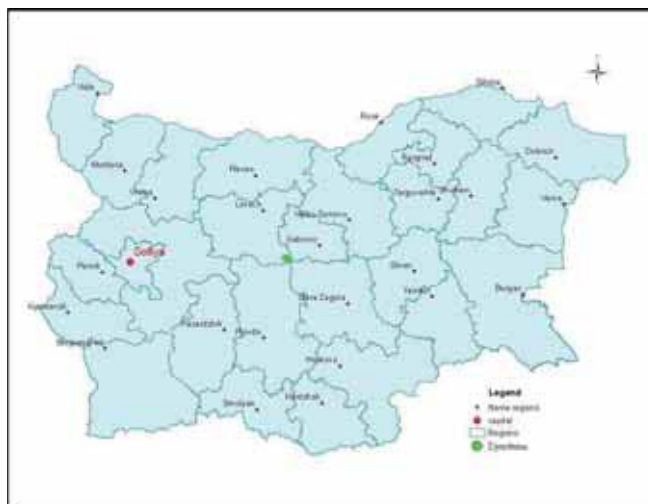 Vidin
Silistra
Ruse
Montana
Razgrad
Dobrich
Vratsa
Pleven
Lovech
Targovishte
Shumen
Varna
Veliko Tarnovo
Gabrovo
Sofiya
Pernik
Sliven
Yambol
Burgas
Kyustendil
Stara Zagora
Pazardzhik
Plovdiv
Blagoevgrad
Haskovo
Smolyan
Kardzhali
Legend
Name regions
capital
Regions